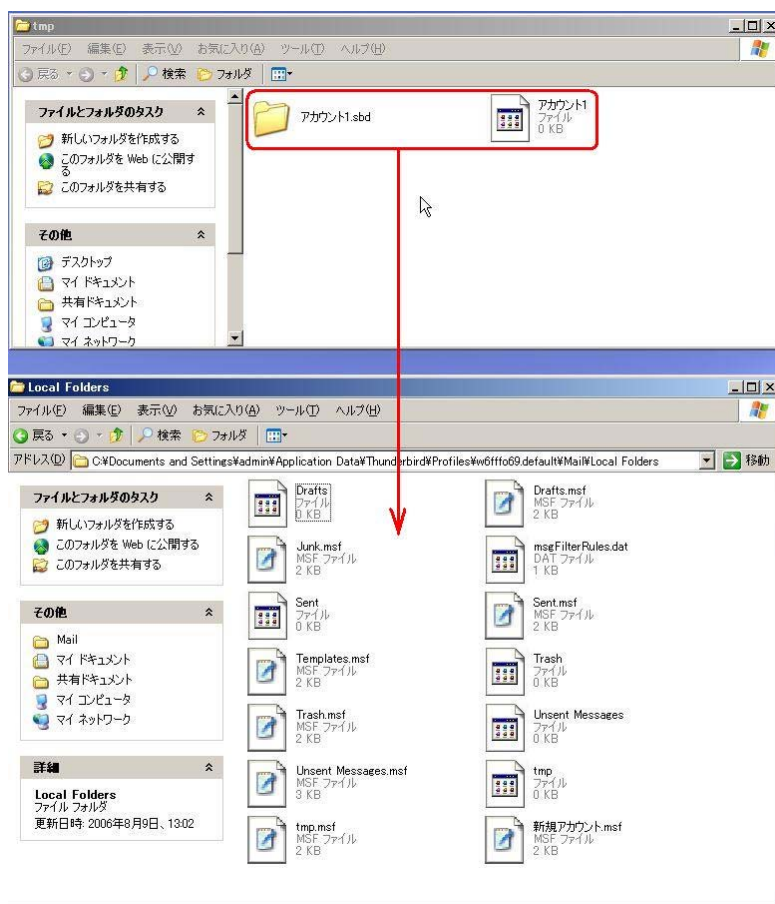 tmp
ファイル(F) 編集(E) 表示(V) お気に入り(A) ツール(T) ヘルプ(H)
戻る 検索 フォルダ
ファイルとフォルダのタスク
新しいフォルダを作成する
このフォルダを Web に公開す
る
このフォルダを共有する
その他
デスクトップ
マイ ドキュメント
共有ドキュメント
マイ コンピュータ
マイ ネットワーク
アカウント1.sbd
アカウント1
ファイル
0 KB
Local Folders
ファイル(F) 編集(E) 表示(V) お気に入り(A) ツール(T) ヘルプ(H)
戻る 検索 フォルダ
アドレス(D) C:¥Documents and Settings¥admin¥Application Data¥Thunderbird¥Profiles¥w6fffo69.default¥Mail¥Local Folders 移動
ファイルとフォルダのタスク
新しいフォルダを作成する
このフォルダを Web に公開する
このフォルダを共有する
その他
Mail
マイ ドキュメント
共有ドキュメント
マイ コンピュータ
マイ ネットワーク
詳細
Local Folders
ファイル フォルダ
更新日時: 2006年8月9日、13:02
Drafts
ファイル
0 KB
Drafts.msf
MSF ファイル
2 KB
Junk.msf
MSF ファイル
2 KB
msgFilterRules.dat
DAT ファイル
1 KB
Sent
ファイル
0 KB
Sent.msf
MSF ファイル
2 KB
Templates.msf
MSF ファイル
2 KB
Trash
ファイル
0 KB
Trash.msf
MSF ファイル
2 KB
Unsent Messages
ファイル
0 KB
Unsent Messages.msf
MSF ファイル
3 KB
tmp
ファイル
0 KB
tmp.msf
MSF ファイル
2 KB
新規アカウント.msf
MSF ファイル
2 KB